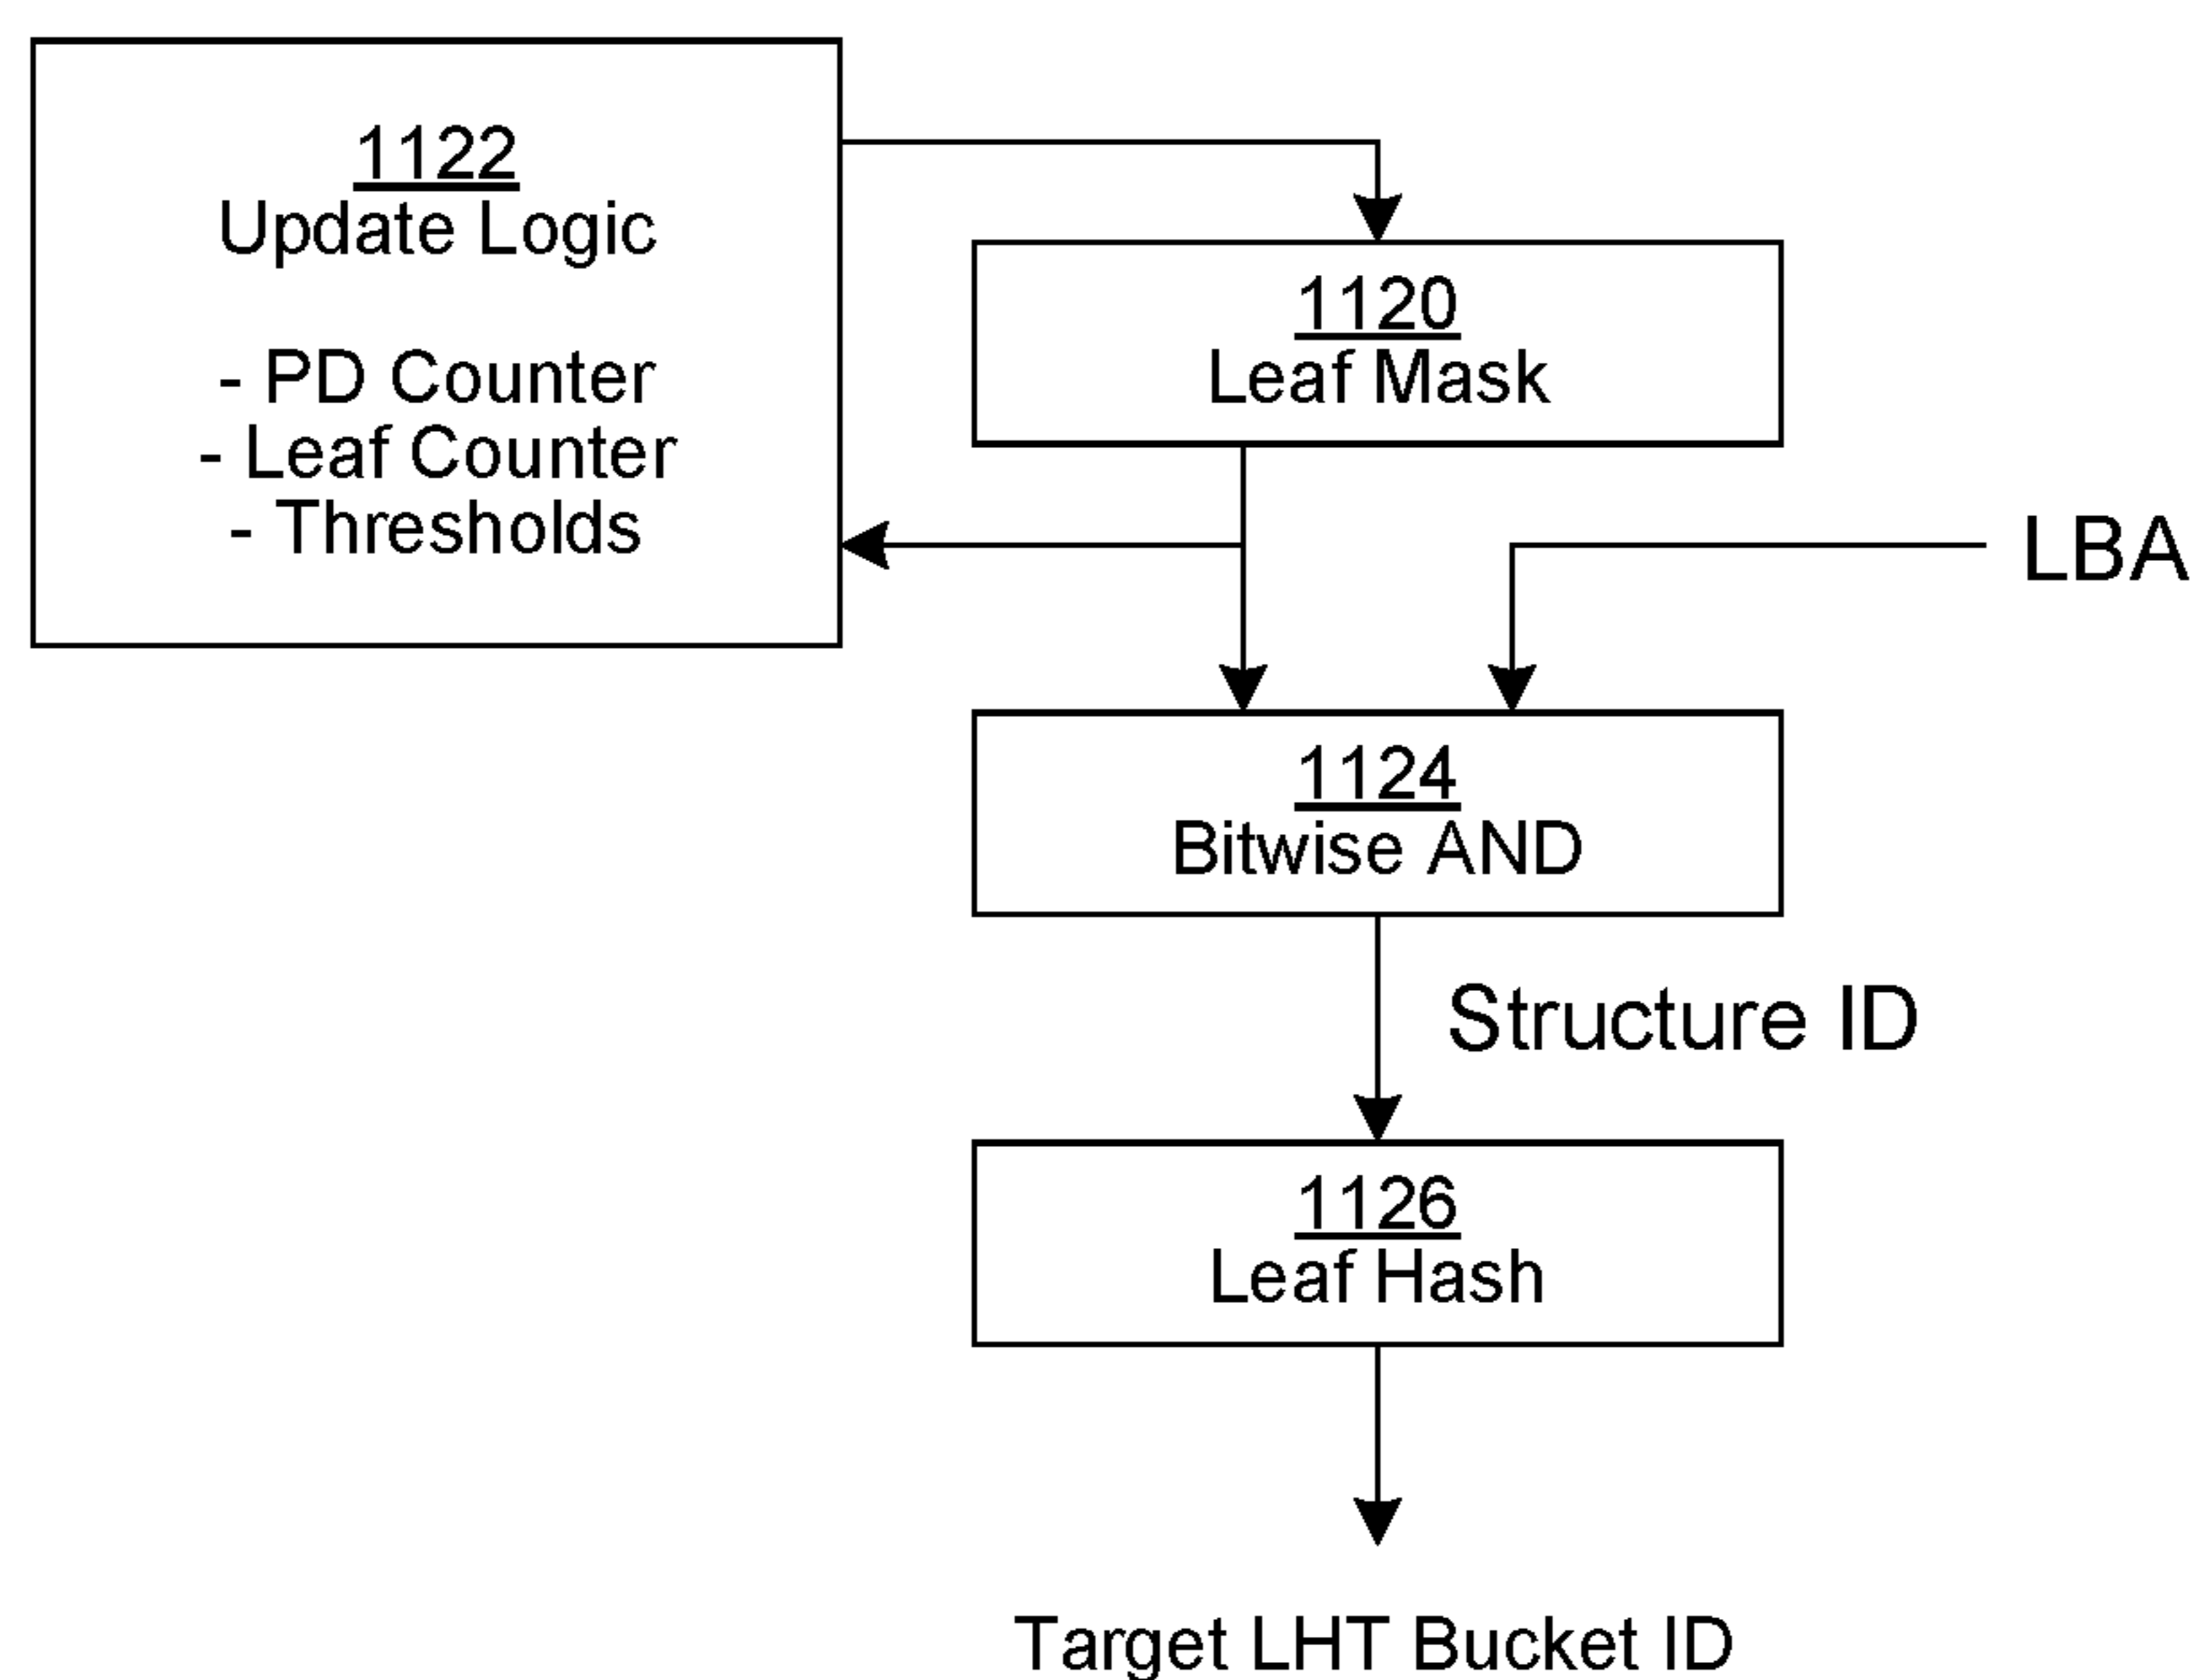 1122
Update Logic
- PD Counter
- Leaf Counter
- Thresholds
1120
Leaf Mask
LBA
1124
Bitwise AND
Structure ID
1126
Leaf Hash
Target LHT Bucket ID